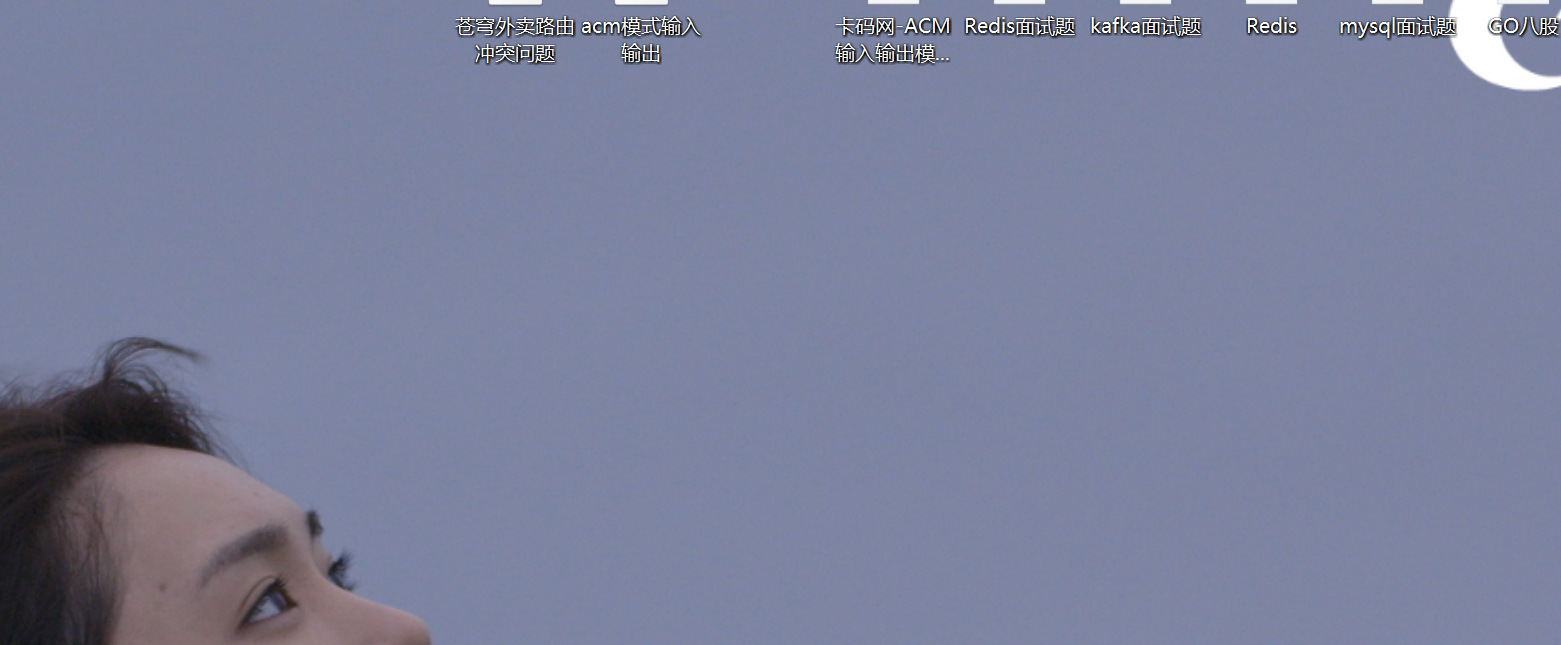 苍穹外卖路由
冲突问题
acm模式输入
输出
卡码网-ACM
输入输出模...
Redis面试题
kafka面试题
Redis
mysql面试题
GO八股